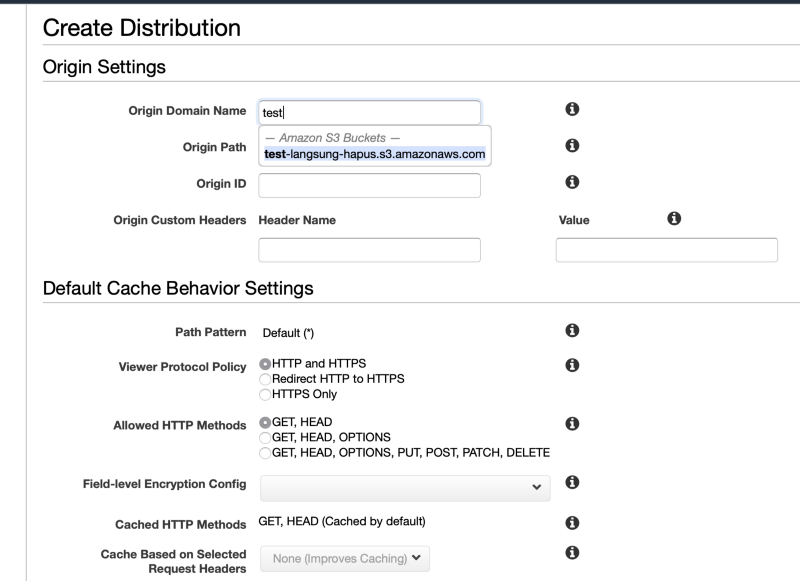 Create Distribution
Origin Settings
Origin Domain Name test
— Amazon S3 Buckets —
Origin Path test-langsung-hapus.s3.amazonaws.com
Origin ID
Origin Custom Headers Header Name Value
Default Cache Behavior Settings
Path Pattern Default (*)
Viewer Protocol Policy HTTP and HTTPS
Redirect HTTP to HTTPS
HTTPS Only
Allowed HTTP Methods GET, HEAD
GET, HEAD, OPTIONS
GET, HEAD, OPTIONS, PUT, POST, PATCH, DELETE
Field-level Encryption Config
Cached HTTP Methods GET, HEAD (Cached by default)
Cache Based on Selected
Request Headers None (Improves Caching)